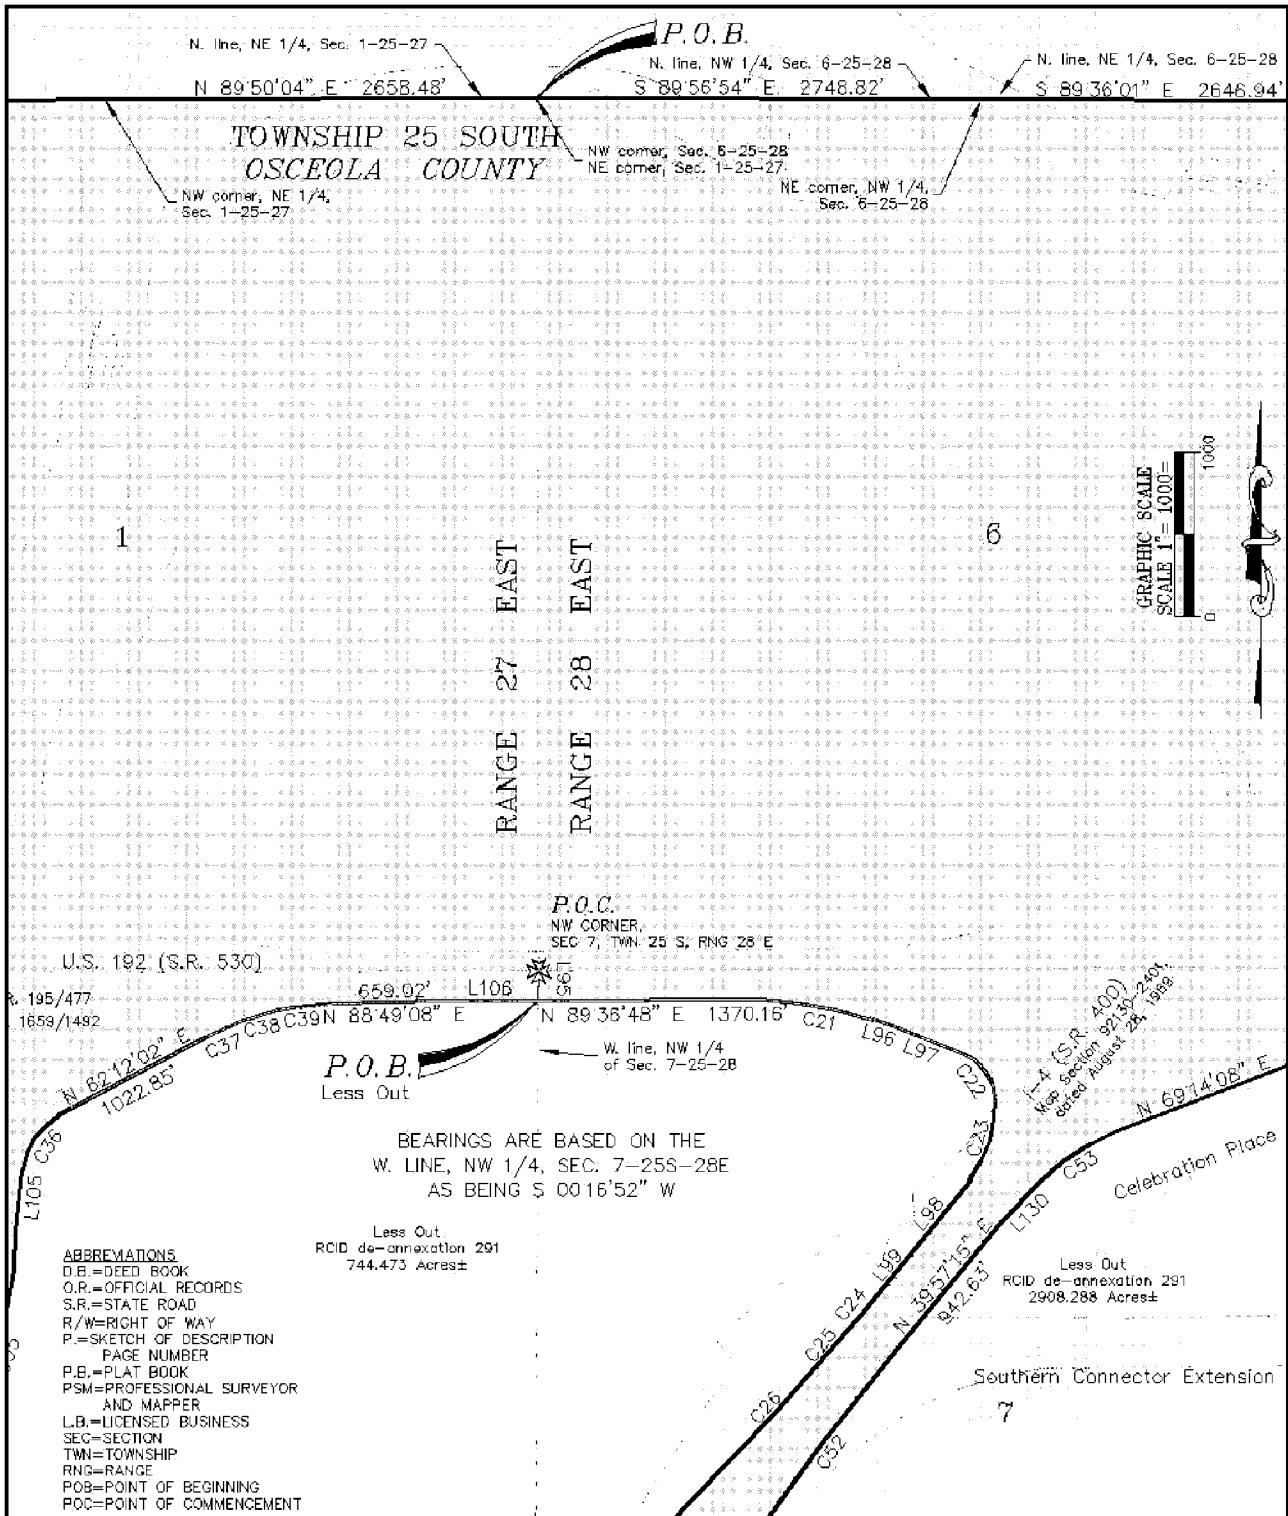 P.O.B.
N. line, NE 1/4, Sec. 1-25-27
N. line, NW 1/4, Sec. 6-25-28
N. line, NE 1/4, Sec. 6-25-28
N 89°50'04" E 2658.48'
S 89°56'54" E 2748.82'
S 89°36'01" E 2646.94'
TOWNSHIP 25 SOUTH
OSCEOLA COUNTY
NW corner, Sec. 6-25-28
NE corner, Sec. 1-25-27
NW corner, NE 1/4,
Sec. 1-25-27
NE corner, NW 1/4,
Sec. 6-25-28
1
6
RANGE 27 EAST
RANGE 28 EAST
GRAPHIC SCALE
SCALE 1"= 1000=
0
1000
P.O.C.
NW CORNER,
SEC 7, TWN 25 S, RNG 28 E
U.S. 192 (S.R. 530)
L95
R. 195/477
1659/1492
659.02'
L106
C37
C38
C39
N 88°49'08" E
N 89°36'48" E 1370.16'
C21
L96
L97
C22
C23
N 62°12'02" E
1022.85'
C36
L105
P.O.B.
Less Out
W. line, NW 1/4
of Sec. 7-25-28
I-4 (S.R. 400)
Map Section 92130-2401,
dated August 28, 1989
N 69°14'08" E
C53
L130
Celebration Place
BEARINGS ARE BASED ON THE
W. LINE, NW 1/4, SEC. 7-25S-28E
AS BEING S 00°16'52" W
L98
L99
C24
C25
C26
N 39°57'15" E
942.63'
C52
Less Out
RCID de-annexation 291
744.473 Acres±
Less Out
RCID de-annexation 291
2908.288 Acres±
Southern Connector Extension
7
ABBREVIATIONS
D.B.=DEED BOOK
O.R.=OFFICIAL RECORDS
S.R.=STATE ROAD
R/W=RIGHT OF WAY
P.=SKETCH OF DESCRIPTION
PAGE NUMBER
P.B.=PLAT BOOK
PSM=PROFESSIONAL SURVEYOR
AND MAPPER
L.B.=LICENSED BUSINESS
SEC=SECTION
TWN=TOWNSHIP
RNG=RANGE
POB=POINT OF BEGINNING
POC=POINT OF COMMENCEMENT